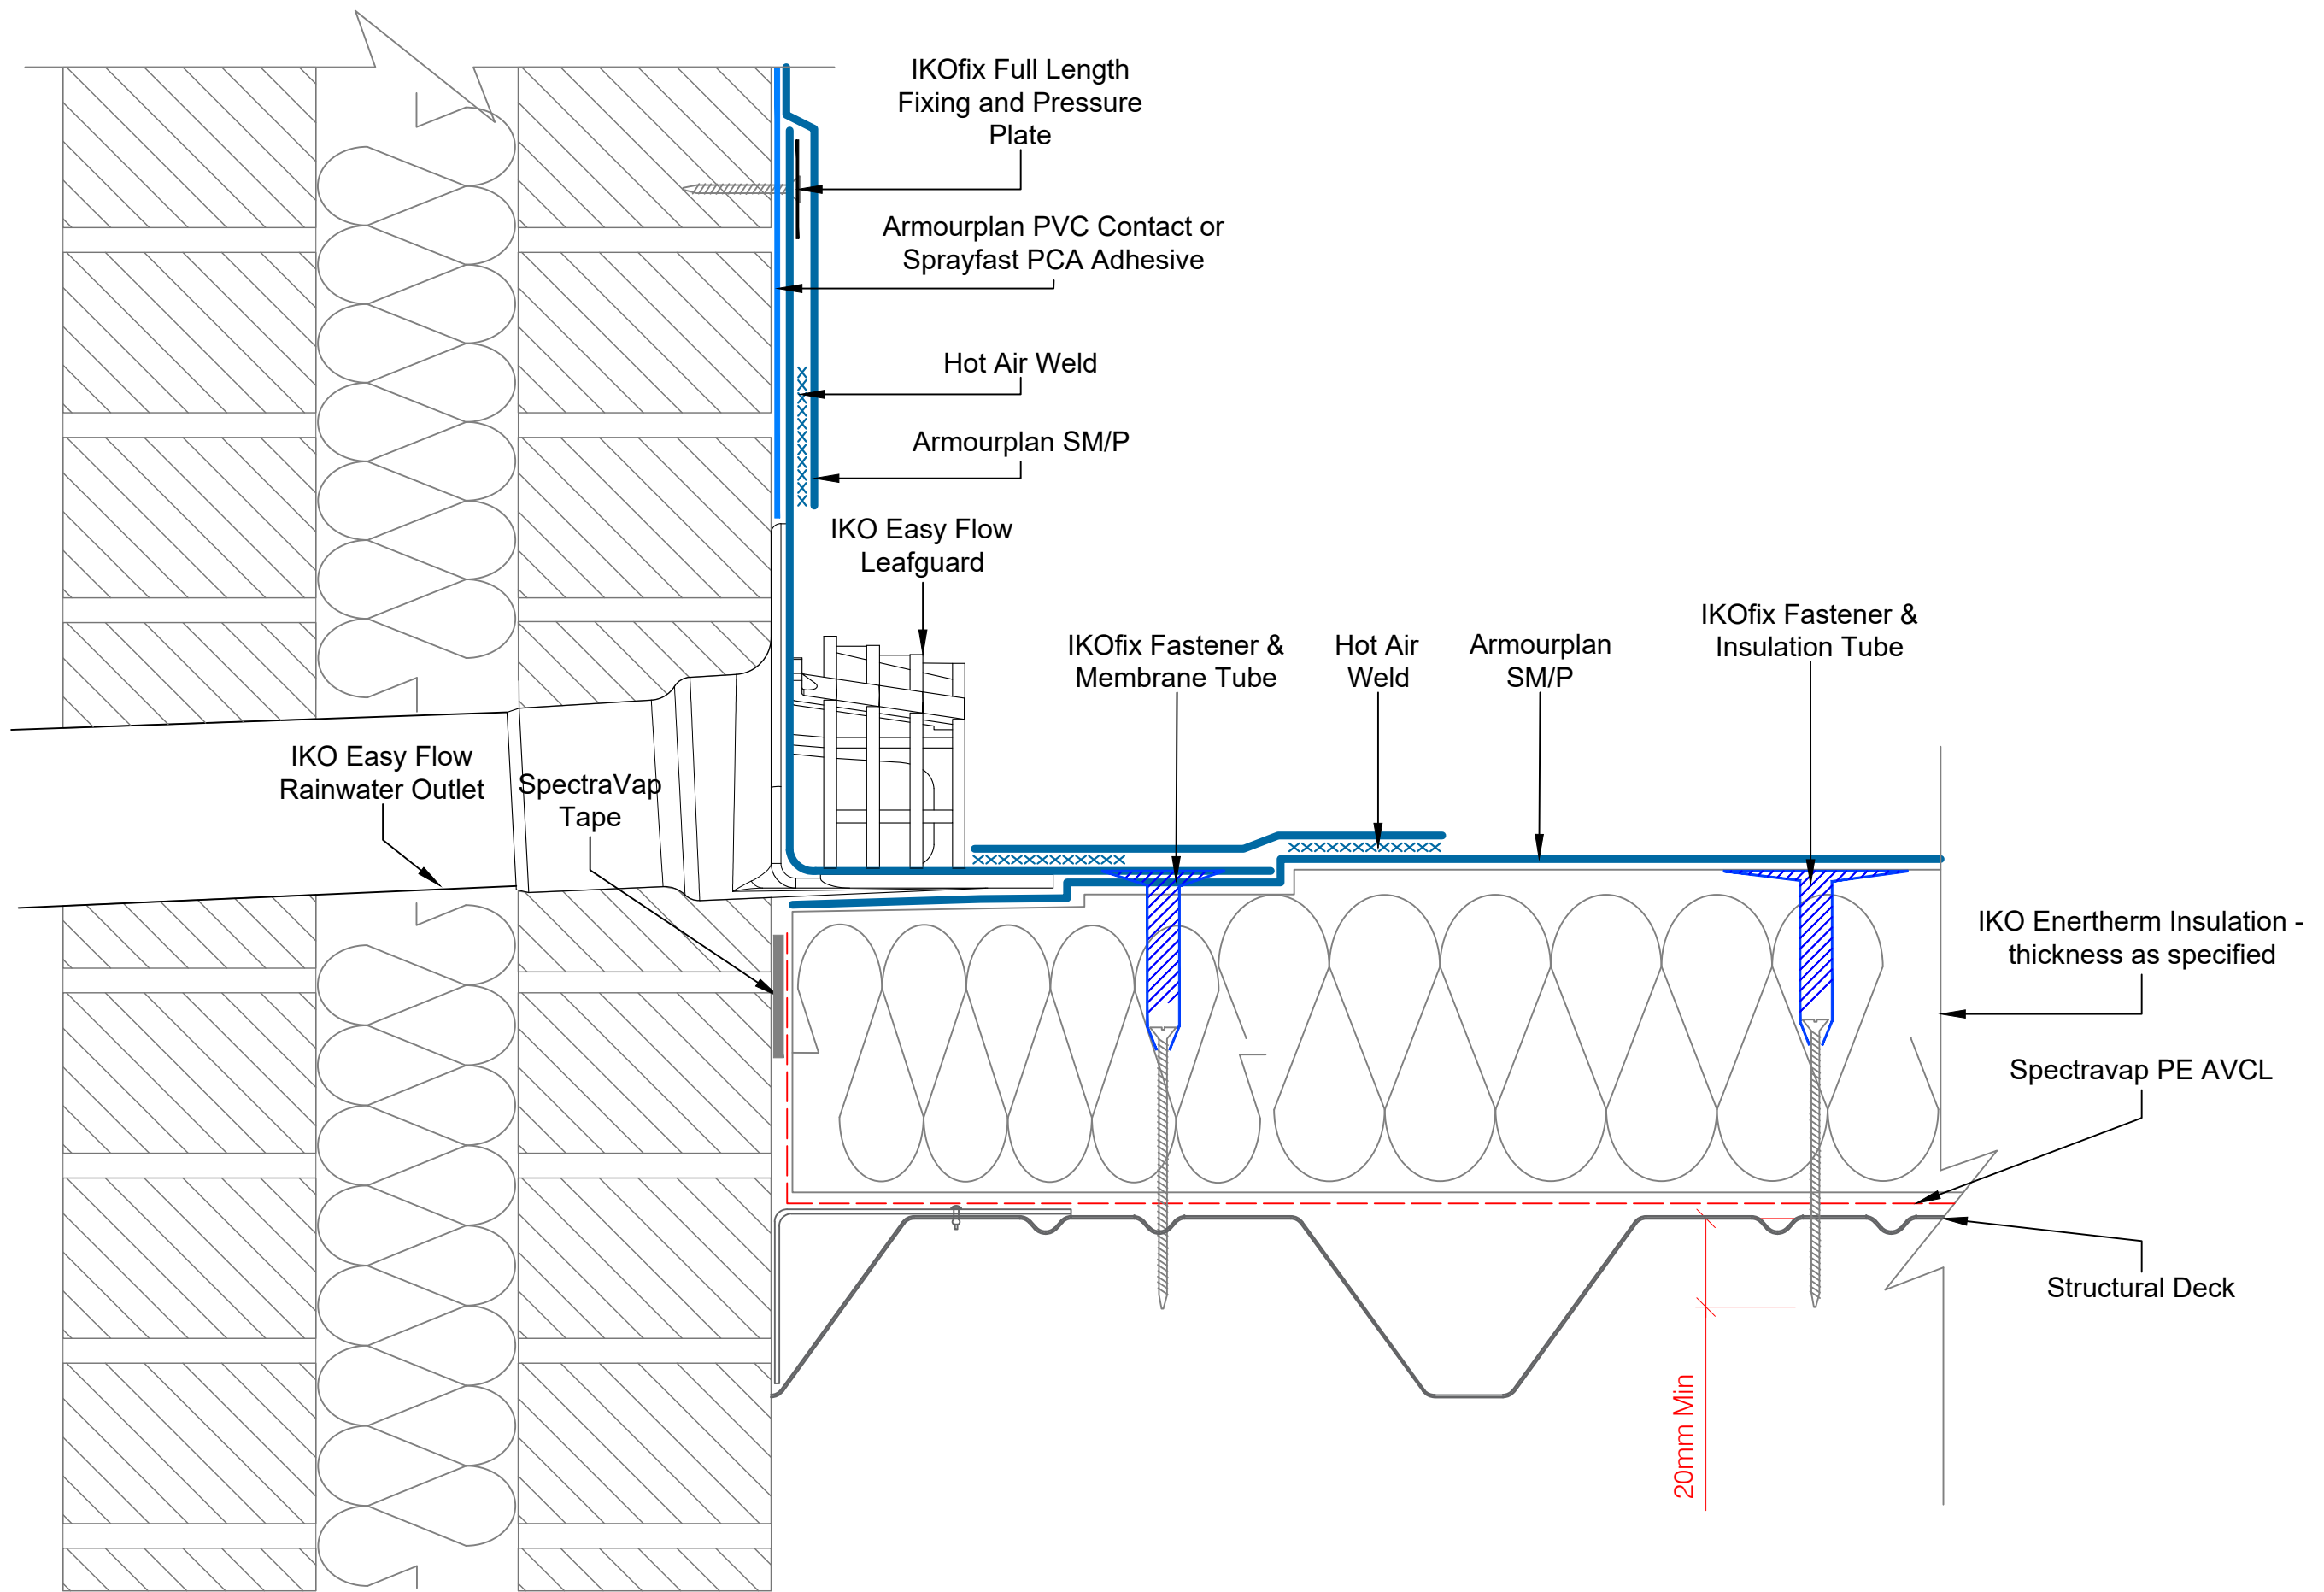 IKOfix Full Length
Fixing and Pressure
Plate
Armourplan PVC Contact or
Sprayfast PCA Adhesive
Hot Air Weld
Armourplan SM/P
IKO Easy Flow
Leafguard
IKOfix Fastener &
Membrane Tube
Hot Air
Weld
Armourplan
SM/P
IKOfix Fastener &
Insulation Tube
IKO Easy Flow
Rainwater Outlet
SpectraVap
Tape
IKO Enertherm Insulation -
thickness as specified
Spectravap PE AVCL
Structural Deck
20mm Min